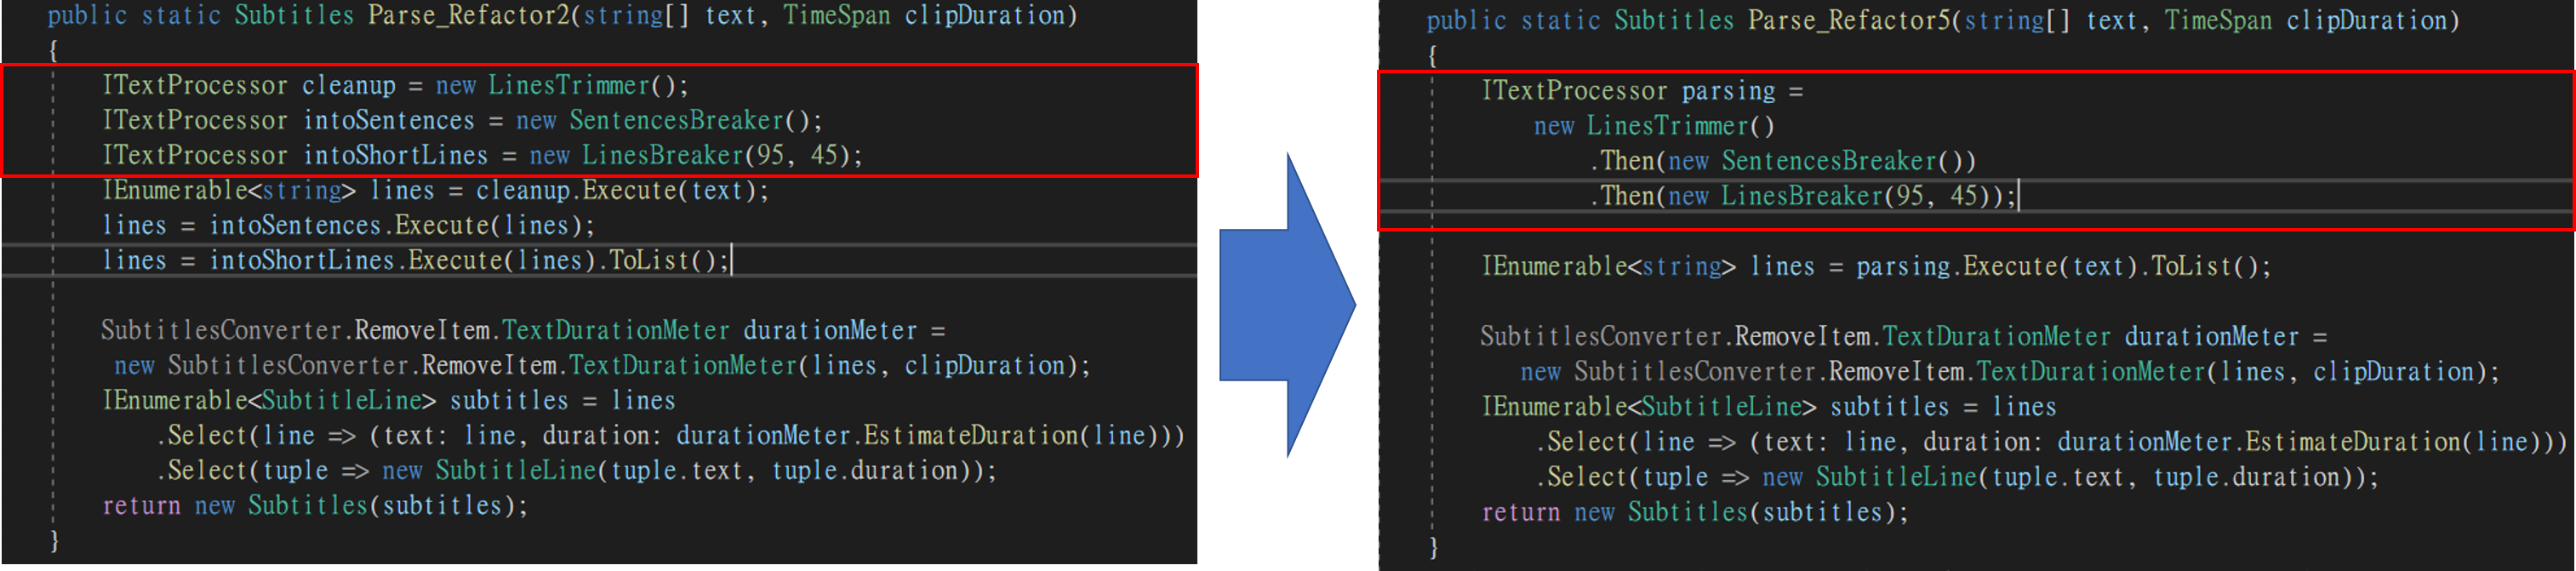 public static Subtitles Parse_Refactor2(string[] text, TimeSpan clipDuration)
{
ITextProcessor cleanup = new LinesTrimmer();
ITextProcessor intoSentences = new SentencesBreaker();
ITextProcessor intoShortLines = new LinesBreaker(95, 45);
IEnumerable<string> lines = cleanup.Execute(text);
lines = intoSentences.Execute(lines);
lines = intoShortLines.Execute(lines).ToList();
SubtitlesConverter.RemoveItem.TextDurationMeter durationMeter =
new SubtitlesConverter.RemoveItem.TextDurationMeter(lines, clipDuration);
IEnumerable<SubtitleLine> subtitles = lines
.Select(line => (text: line, duration: durationMeter.EstimateDuration(line)))
.Select(tuple => new SubtitleLine(tuple.text, tuple.duration));
return new Subtitles(subtitles);
}
public static Subtitles Parse_Refactor5(string[] text, TimeSpan clipDuration)
{
ITextProcessor parsing =
new LinesTrimmer()
.Then(new SentencesBreaker())
.Then(new LinesBreaker(95, 45));
IEnumerable<string> lines = parsing.Execute(text).ToList();
SubtitlesConverter.RemoveItem.TextDurationMeter durationMeter =
new SubtitlesConverter.RemoveItem.TextDurationMeter(lines, clipDuration);
IEnumerable<SubtitleLine> subtitles = lines
.Select(line => (text: line, duration: durationMeter.EstimateDuration(line)))
.Select(tuple => new SubtitleLine(tuple.text, tuple.duration));
return new Subtitles(subtitles);
}